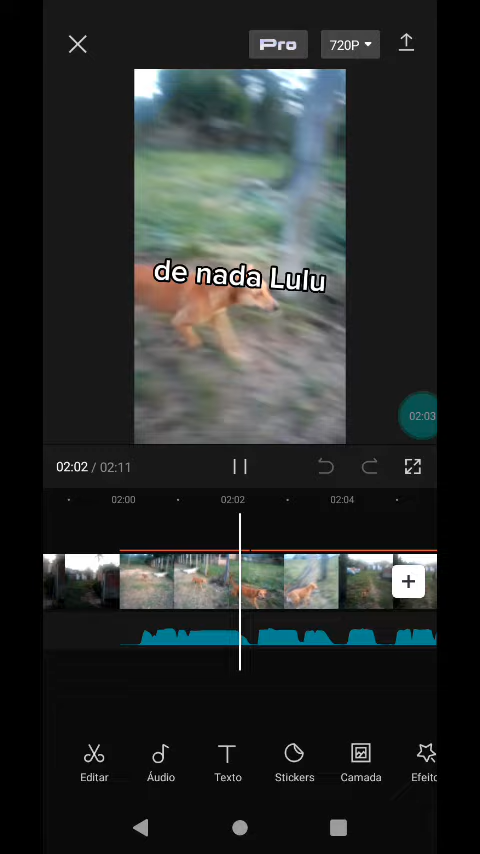 Pro
720P
de nada Lulu
02:03
02:02 / 02:11
02:00
02:02
02:04
Editar
Áudio
Texto
Stickers
Camada
Efeito